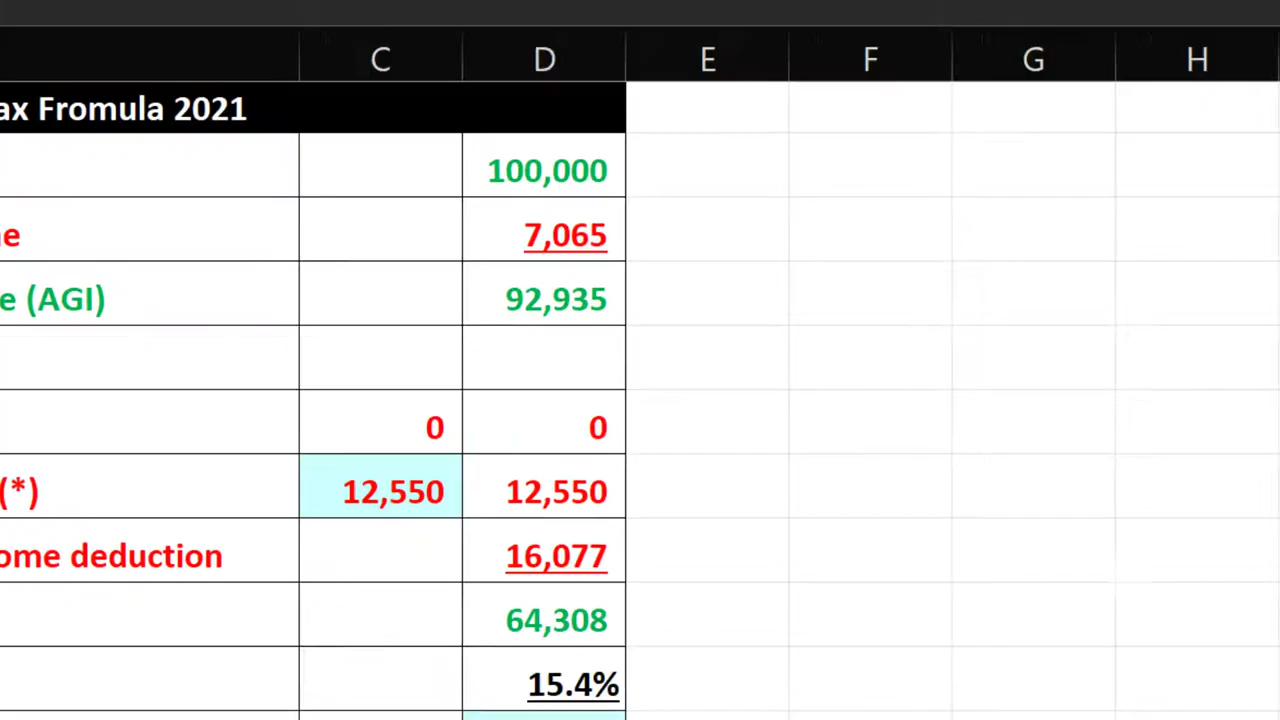 C D E F G H
ax Fromula 2021
100,000
ne 7,065
e (AGI) 92,935
0 0
(*) 12,550 12,550
ome deduction 16,077
64,308
15.4%